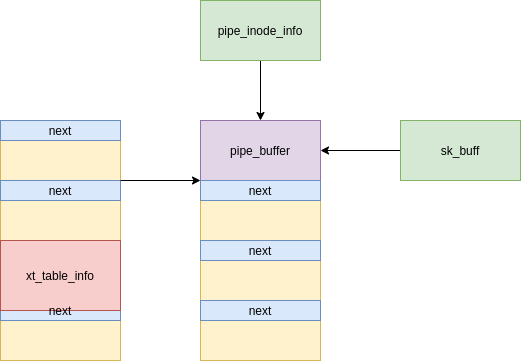 pipe_inode_info
next
pipe_buffer
sk_buff
next
next
xt_table_info
next
next
next